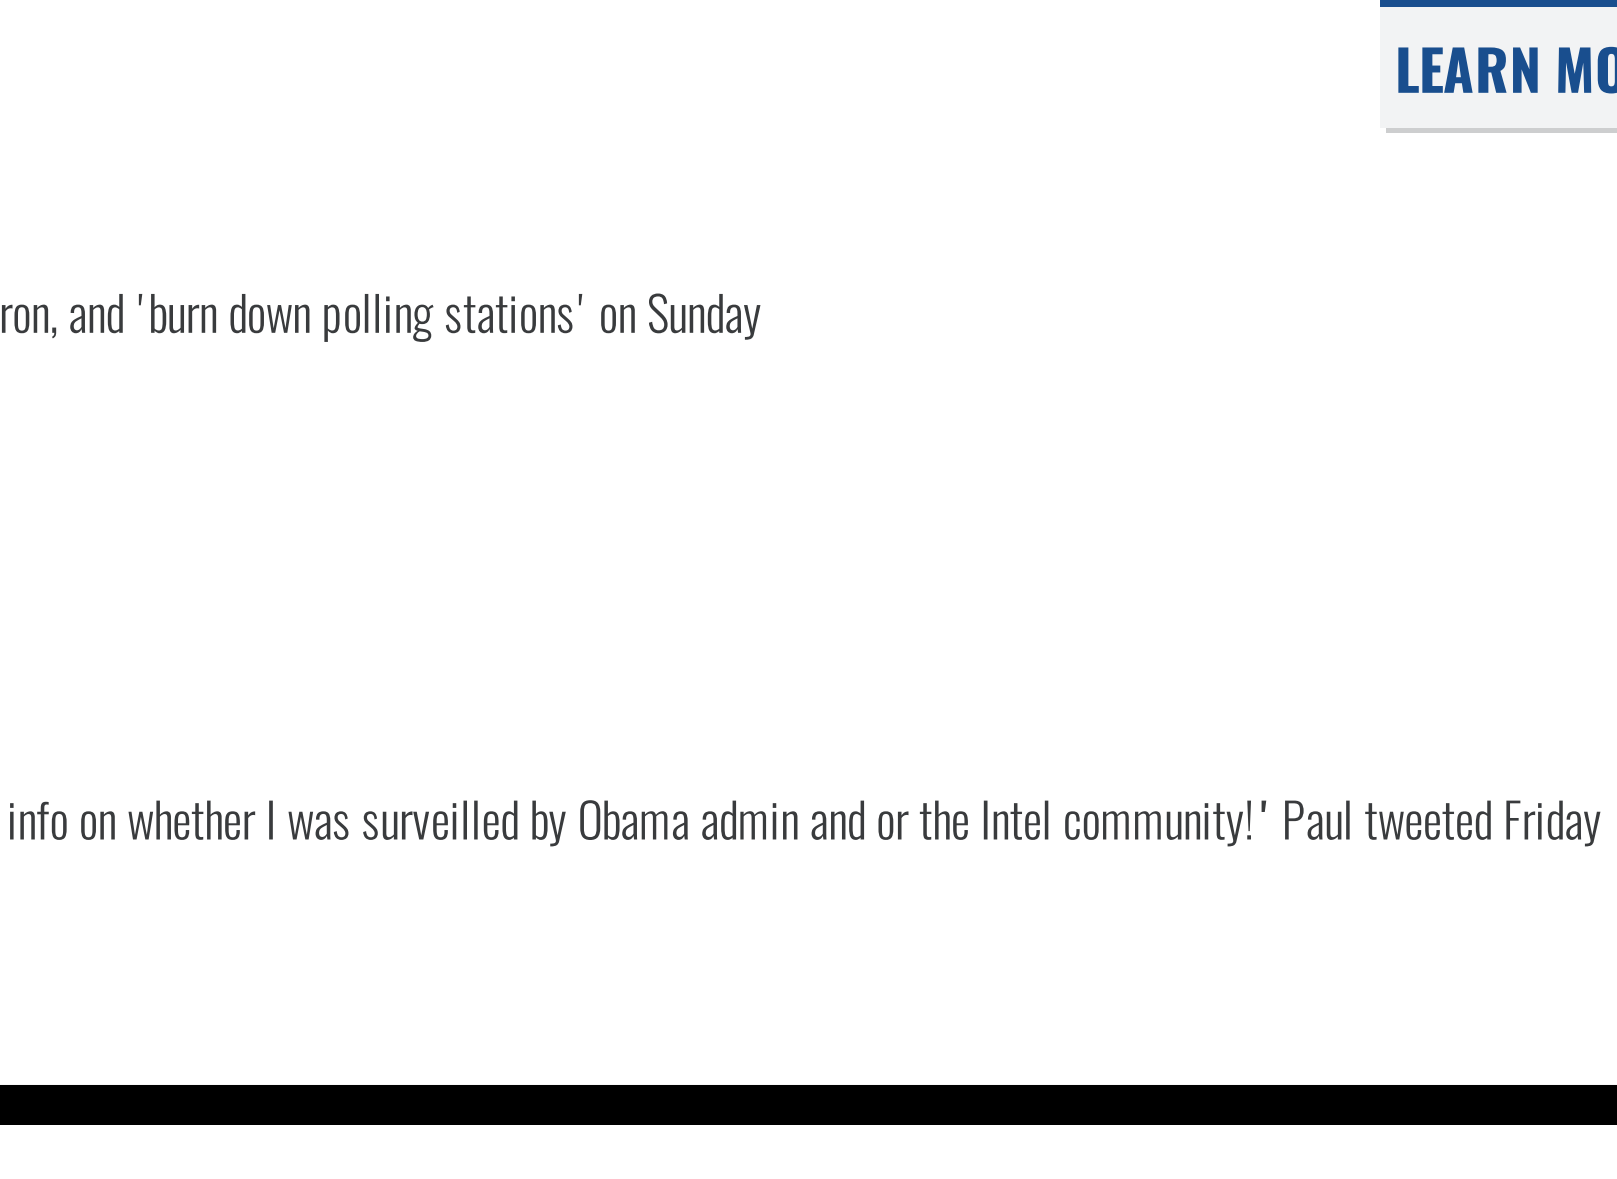 LEARN
ron, and 'burn down polling stations' on Sunday
info on whether I was surveilled by Obama admin and or the Intel community!' Paul tweeted Friday